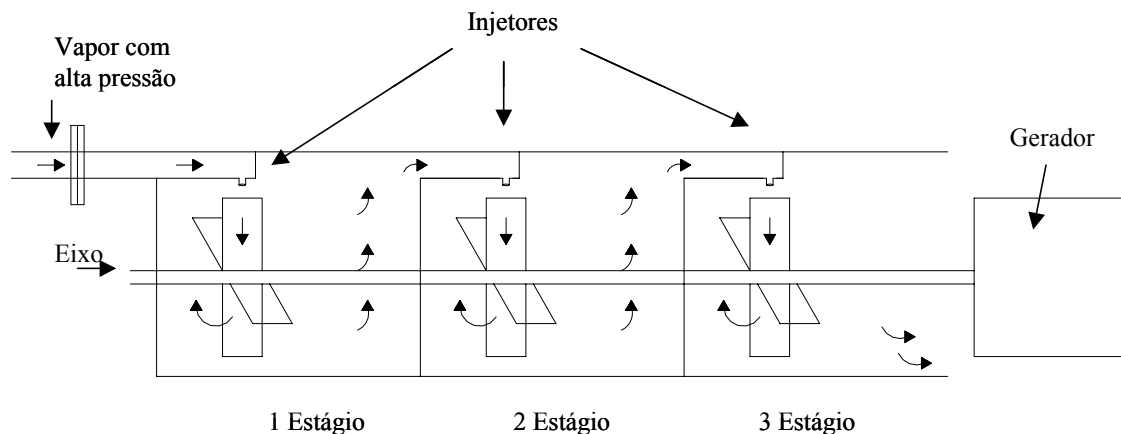 Injetores
Vapor com
alta pressão
Gerador
Eixo
1 Estágio
2 Estágio
3 Estágio